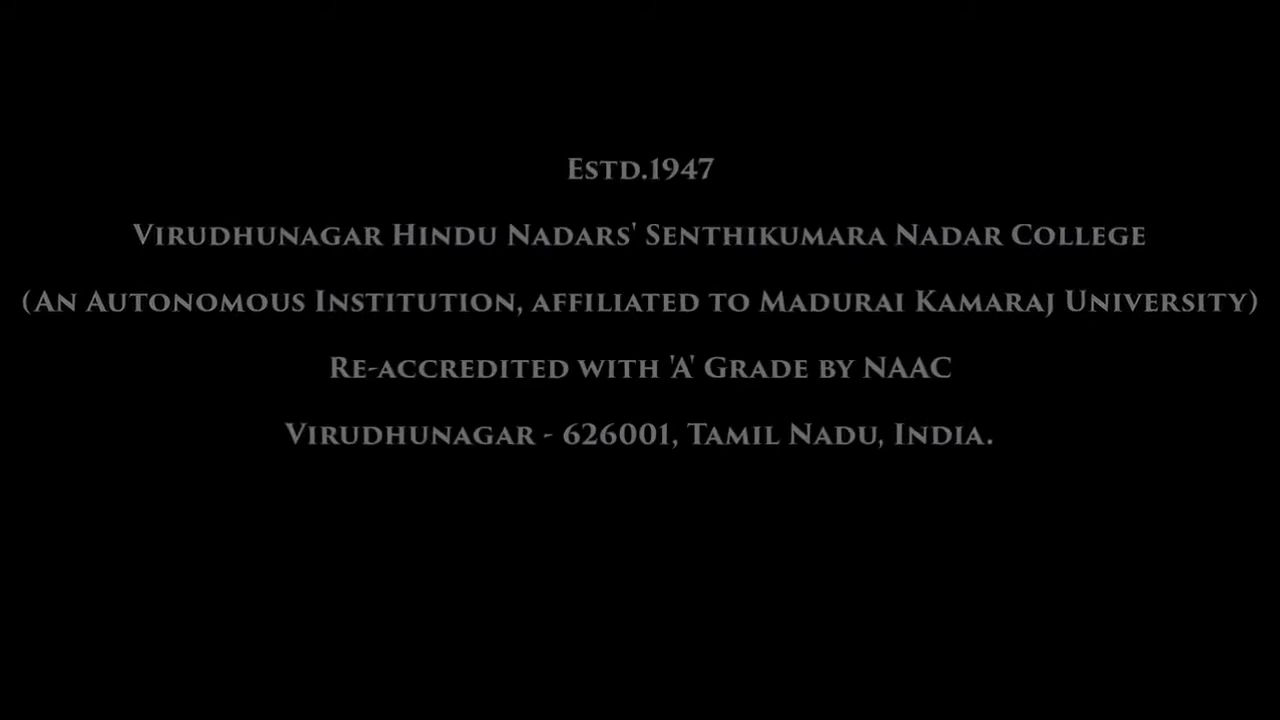 Estd.1947
Virudhunagar Hindu Nadars' Senthikumara Nadar College
(An Autonomous Institution, affiliated to Madurai Kamaraj University)
Re-accredited with 'A' Grade by NAAC
Virudhunagar - 626001, Tamil Nadu, India.